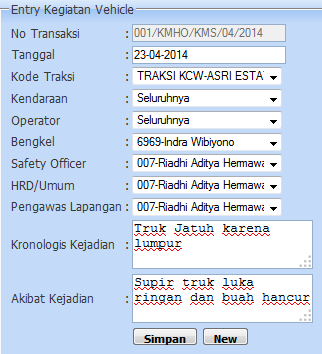 Entry Kegiatan Vehicle
No Transaksi : 001/KMHO/KMS/04/2014
Tanggal : 23-04-2014
Kode Traksi : TRAKSI KCW-ASRI ESTA
Kendaraan : Seluruhnya
Operator : Seluruhnya
Bengkel : 6969-Indra Wibiyono
Safety Officer : 007-Riadhi Aditya Hermawa
HRD/Umum : 007-Riadhi Aditya Hermawa
Pengawas Lapangan : 007-Riadhi Aditya Hermawa
Kronologis Kejadian : Truk Jatuh karena
lumpur
Akibat Kejadian : Supir truk luka
ringan dan buah hancur
Simpan New